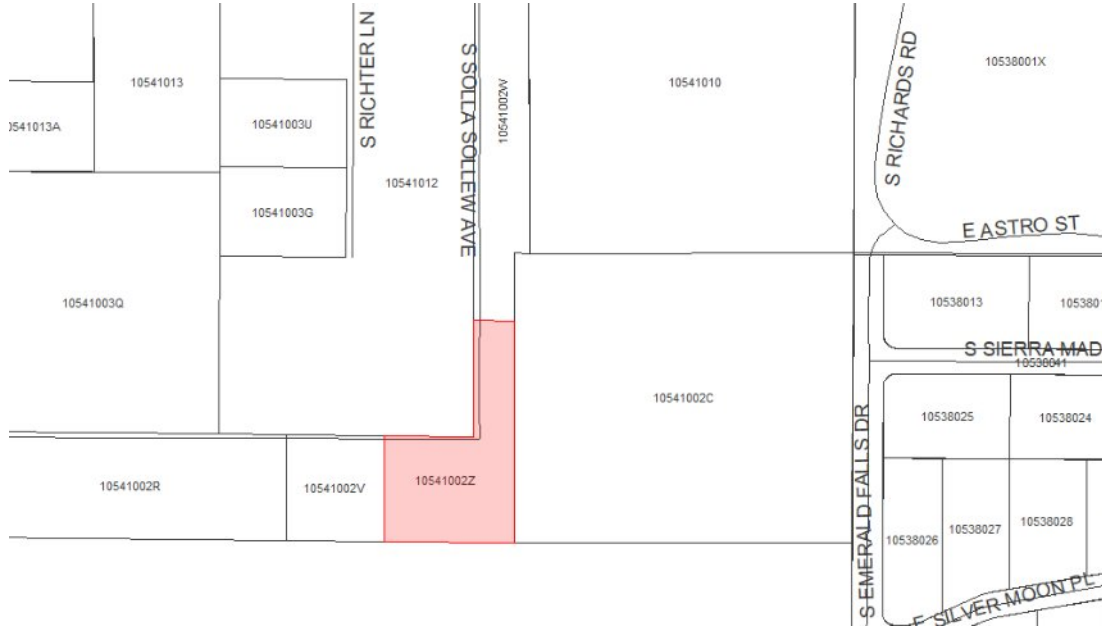 S RICHTER LN
S SOLLA SOLLEW AVE
10541002W
S RICHARDS RD
10538001X
10541013
10541010
10541003U
10541012
10541003G
E ASTRO ST
10541003Q
10538013
S SIERRA MAD
10538041
10541002C
10538025
10538024
S EMERALD FALLS DR
10541002R
10541002V
10541002Z
10538026
10538027
10538028
E SILVER MOON PL